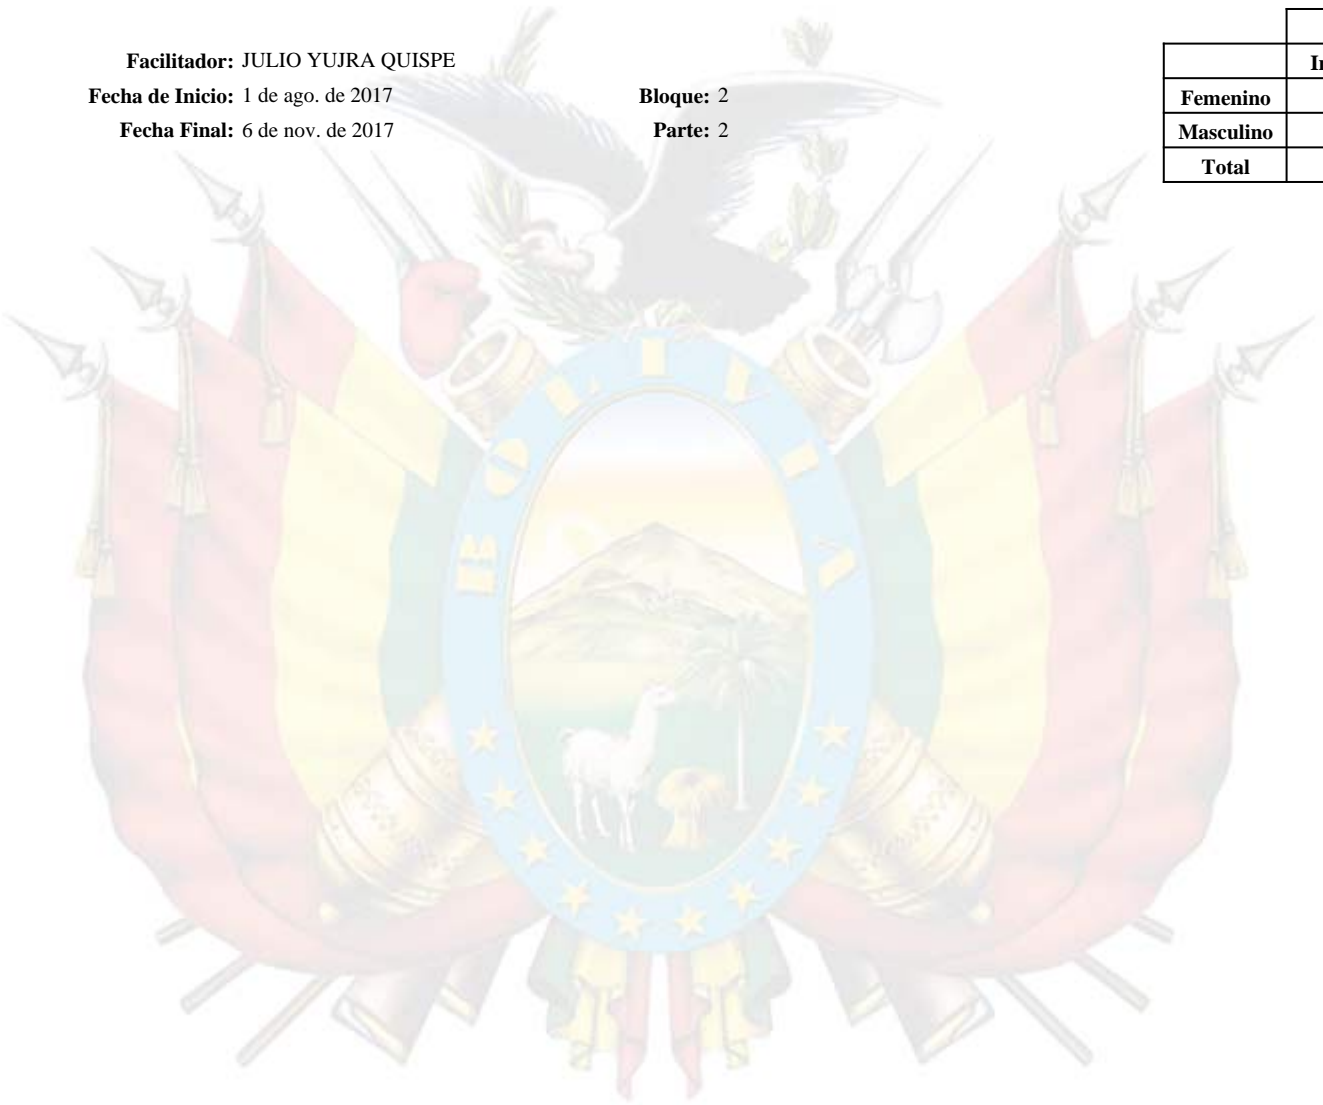 Facilitador: JULIO YUJRA QUISPE
Fecha de Inicio: 1 de ago. de 2017 Bloque: 2
Fecha Final: 6 de nov. de 2017 Parte: 2
Femenino
Masculino
Total
BOLIVIA